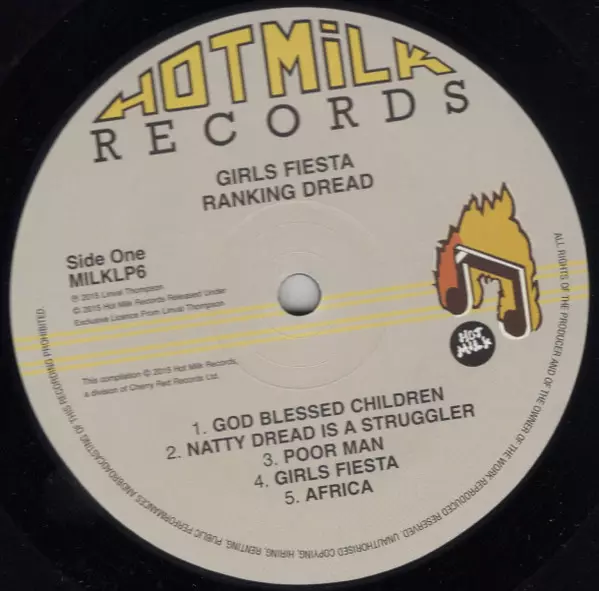 HOT MiLK
RECORDS
GIRLS FIESTA
RANKING DREAD
Side One
MILKLP6
℗ 2015 Linval Thompson
© 2015 Hot Milk Records Released Under
Exclusive Licence From Linval Thompson
HOT
MILK
This compilation ℗ 2015 Hot Milk Records,
a division of Cherry Red Records Ltd.
1. GOD BLESSED CHILDREN
2. NATTY DREAD IS A STRUGGLER
3. POOR MAN
4. GIRLS FIESTA
5. AFRICA
ALL RIGHTS OF THE PRODUCER AND OF THE OWNER OF THE WORK REPRODUCED RESERVED. UNAUTHORISED COPYING, HIRING, RENTING, PUBLIC PERFORMANCES AND BROADCASTING OF THIS RECORDING PROHIBITED.